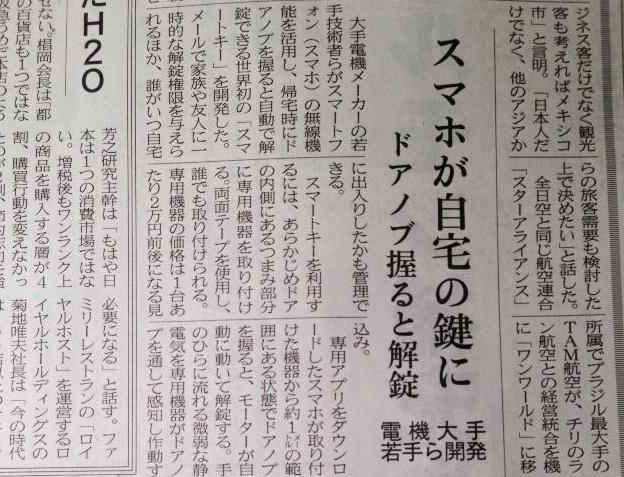 ジネス客だけでなく観光
客も考えればメキシコ
市」と言明。「日本人だ
けでなく、他のアジアか
らの旅客需要も検討した
上で決めたい」と話した。
全日空と同じ航空連合
「スターアライアンス」
所属でブラジル最大手の
TAM航空が、チリのラ
ン航空との経営統合を機
に「ワンワールド」に移
スマホが自宅の鍵に
ドアノブ握ると解錠
電機大手
若手ら開発
大手電機メーカーの若
手技術者らがスマートフ
ォン（スマホ）の無線機
能を活用し、帰宅時にド
アノブを握ると自動で解
錠できる世界初の「スマ
ートキー」を開発した。
メールで家族や友人に一
時的な解錠権限を与えら
れるほか、誰がいつ自宅
に出入りしたかも管理で
きる。
スマートキーを利用す
るには、あらかじめドア
の内側にあるつまみ部分
に専用機器を取り付け
る。両面テープを使用し、
誰でも取り付けられる。
専用機器の価格は1台あ
たり2万円前後になる見
込み。
専用アプリをダウンロ
ードしたスマホが取り付
けた機器から約1㍍の範
囲にある状態でドアノブ
を握ると、モーターが自
動に動いて解錠する。手
のひらに流れる微弱な静
電気を専用機器がドアノ
ブを通して感知し作動す
たH2O
せない。椙岡会長は「都
の百貨店も1つではな
芳之研究主幹は「もはや日
本は1つの消費市場ではな
い。増税後もワンランク上
の商品を購入する層が4
割、購買行動を変えなかっ
必要になる」と話す。ファ
ミリーレストランの「ロイ
ヤルホスト」を運営するロ
イヤルホールディングスの
菊地唯夫社長は「今の時代